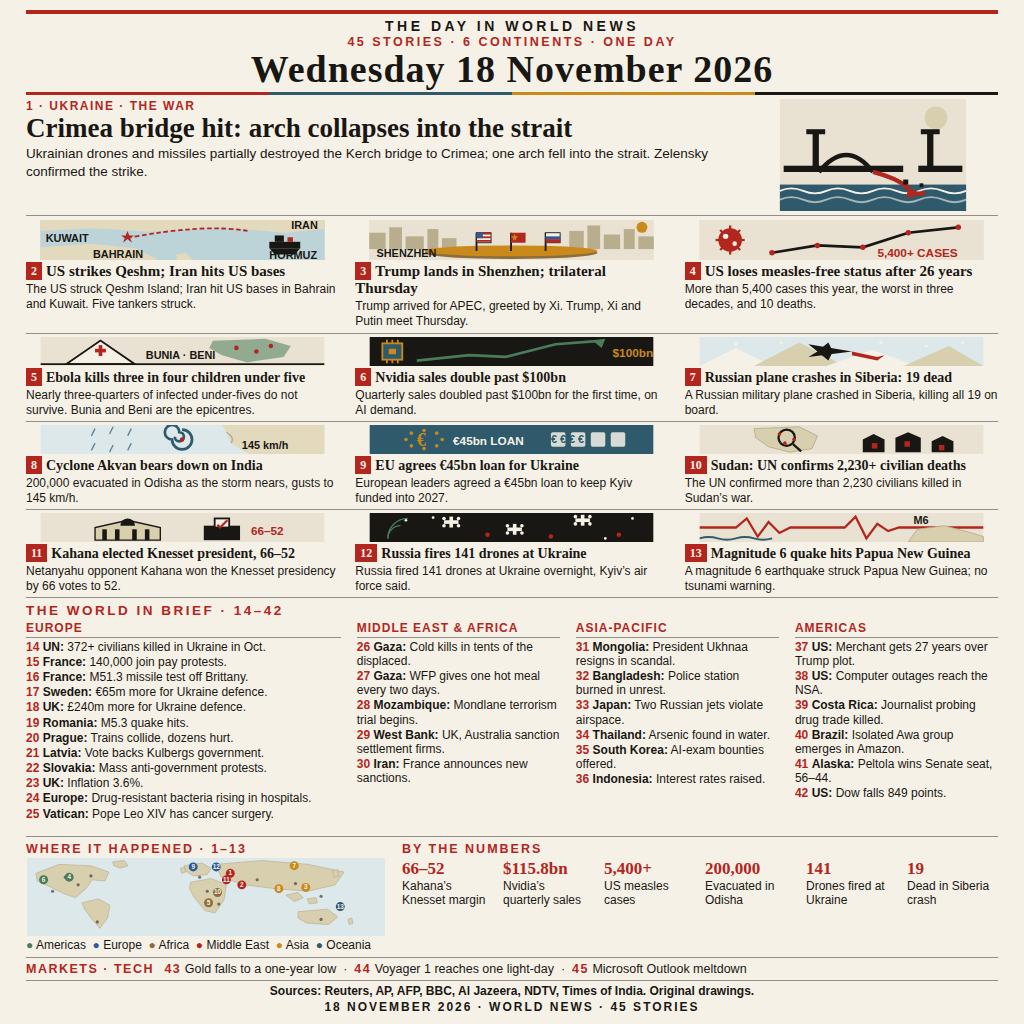 THE DAY IN WORLD NEWS
45 STORIES · 6 CONTINENTS · ONE DAY
Wednesday 18 November 2026
1 · UKRAINE · THE WAR
Crimea bridge hit: arch collapses into the strait
Ukrainian drones and missiles partially destroyed the Kerch bridge to Crimea; one arch fell into the strait. Zelensky
confirmed the strike.
IRAN
KUWAIT
BAHRAIN
HORMUZ
2 US strikes Qeshm; Iran hits US bases
The US struck Qeshm Island; Iran hit US bases in Bahrain
and Kuwait. Five tankers struck.
SHENZHEN
3 Trump lands in Shenzhen; trilateral
Thursday
Trump arrived for APEC, greeted by Xi. Trump, Xi and
Putin meet Thursday.
5,400+ CASES
4 US loses measles-free status after 26 years
More than 5,400 cases this year, the worst in three
decades, and 10 deaths.
BUNIA · BENI
5 Ebola kills three in four children under five
Nearly three-quarters of infected under-fives do not
survive. Bunia and Beni are the epicentres.
$100bn
6 Nvidia sales double past $100bn
Quarterly sales doubled past $100bn for the first time, on
AI demand.
7 Russian plane crashes in Siberia: 19 dead
A Russian military plane crashed in Siberia, killing all 19 on
board.
145 km/h
8 Cyclone Akvan bears down on India
200,000 evacuated in Odisha as the storm nears, gusts to
145 km/h.
€ €45bn LOAN € € € €
9 EU agrees €45bn loan for Ukraine
European leaders agreed a €45bn loan to keep Kyiv
funded into 2027.
10 Sudan: UN confirms 2,230+ civilian deaths
The UN confirmed more than 2,230 civilians killed in
Sudan's war.
66–52
11 Kahana elected Knesset president, 66–52
Netanyahu opponent Kahana won the Knesset presidency
by 66 votes to 52.
12 Russia fires 141 drones at Ukraine
Russia fired 141 drones at Ukraine overnight, Kyiv's air
force said.
M6
13 Magnitude 6 quake hits Papua New Guinea
A magnitude 6 earthquake struck Papua New Guinea; no
tsunami warning.
THE WORLD IN BRIEF · 14–42
EUROPE
14 UN: 372+ civilians killed in Ukraine in Oct.
15 France: 140,000 join pay protests.
16 France: M51.3 missile test off Brittany.
17 Sweden: €65m more for Ukraine defence.
18 UK: £240m more for Ukraine defence.
19 Romania: M5.3 quake hits.
20 Prague: Trains collide, dozens hurt.
21 Latvia: Vote backs Kulbergs government.
22 Slovakia: Mass anti-government protests.
23 UK: Inflation 3.6%.
24 Europe: Drug-resistant bacteria rising in hospitals.
25 Vatican: Pope Leo XIV has cancer surgery.
MIDDLE EAST & AFRICA
26 Gaza: Cold kills in tents of the
displaced.
27 Gaza: WFP gives one hot meal
every two days.
28 Mozambique: Mondlane terrorism
trial begins.
29 West Bank: UK, Australia sanction
settlement firms.
30 Iran: France announces new
sanctions.
ASIA-PACIFIC
31 Mongolia: President Ukhnaa
resigns in scandal.
32 Bangladesh: Police station
burned in unrest.
33 Japan: Two Russian jets violate
airspace.
34 Thailand: Arsenic found in water.
35 South Korea: AI-exam bounties
offered.
36 Indonesia: Interest rates raised.
AMERICAS
37 US: Merchant gets 27 years over
Trump plot.
38 US: Computer outages reach the
NSA.
39 Costa Rica: Journalist probing
drug trade killed.
40 Brazil: Isolated Awa group
emerges in Amazon.
41 Alaska: Peltola wins Senate seat,
56–44.
42 US: Dow falls 849 points.
WHERE IT HAPPENED · 1–13
6 4 9 12 1 11 2 7 10 5 8 3 13
● Americas ● Europe ● Africa ● Middle East ● Asia ● Oceania
BY THE NUMBERS
66–52
Kahana's
Knesset margin
$115.8bn
Nvidia's
quarterly sales
5,400+
US measles
cases
200,000
Evacuated in
Odisha
141
Drones fired at
Ukraine
19
Dead in Siberia
crash
MARKETS · TECH 43 Gold falls to a one-year low · 44 Voyager 1 reaches one light-day · 45 Microsoft Outlook meltdown
Sources: Reuters, AP, AFP, BBC, Al Jazeera, NDTV, Times of India. Original drawings.
18 NOVEMBER 2026 · WORLD NEWS · 45 STORIES